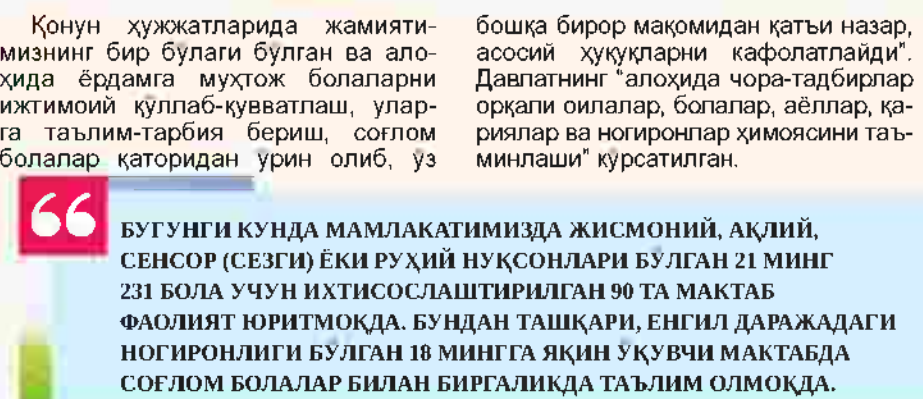 Қонун ҳужжатларида жамияти-
мизнинг бир бўлаги бўлган ва ало-
ҳида ёрдамга муҳтож болаларни
ижтимоий қўллаб-қувватлаш, улар-
га таълим-тарбия бериш, соғлом
болалар қаторидан ўрин олиб, ўз
бошқа бирор мақомидан қатъи назар,
асосий ҳуқуқларни кафолатлайди".
Давлатнинг "алоҳида чора-тадбирлар
орқали оилалар, болалар, аёллар, қа-
риялар ва ногиронлар ҳимоясини таъ-
минлаши" кўрсатилган.
БУГУНГИ КУНДА МАМЛАКАТИМИЗДА ЖИСМОНИЙ, АҚЛИЙ,
СЕНСОР (СЕЗГИ) ЁКИ РУҲИЙ НУҚСОНЛАРИ БЎЛГАН 21 МИНГ
231 БОЛА УЧУН ИХТИСОСЛАШТИРИЛГАН 90 ТА МАКТАБ
ФАОЛИЯТ ЮРИТМОҚДА. БУНДАН ТАШҚАРИ, ЕНГИЛ ДАРАЖАДАГИ
НОГИРОНЛИГИ БЎЛГАН 18 МИНГГА ЯҚИН ЎҚУВЧИ МАКТАБДА
СОҒЛОМ БОЛАЛАР БИЛАН БИРГАЛИКДА ТАЪЛИМ ОЛМОҚДА.